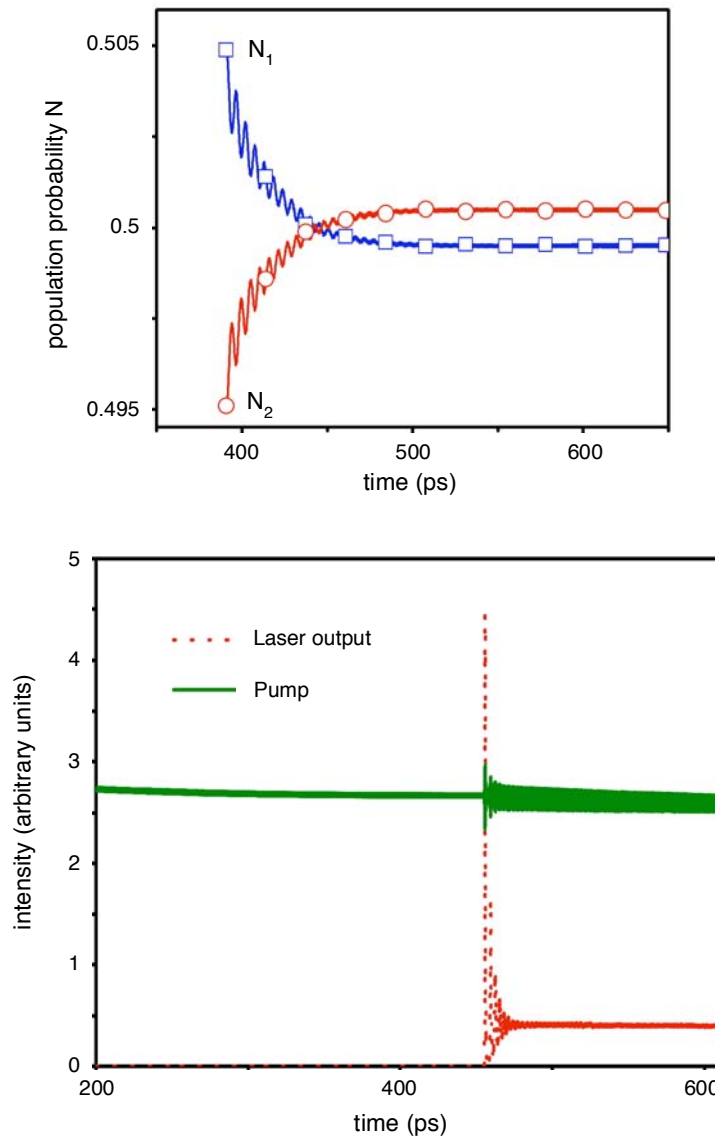 0.505
N1
0.5
population probability N
N2
0.495
400
500
600
time (ps)
5
Laser output
4
Pump
3
intensity (arbitrary units)
2
1
0
200
400
600
time (ps)